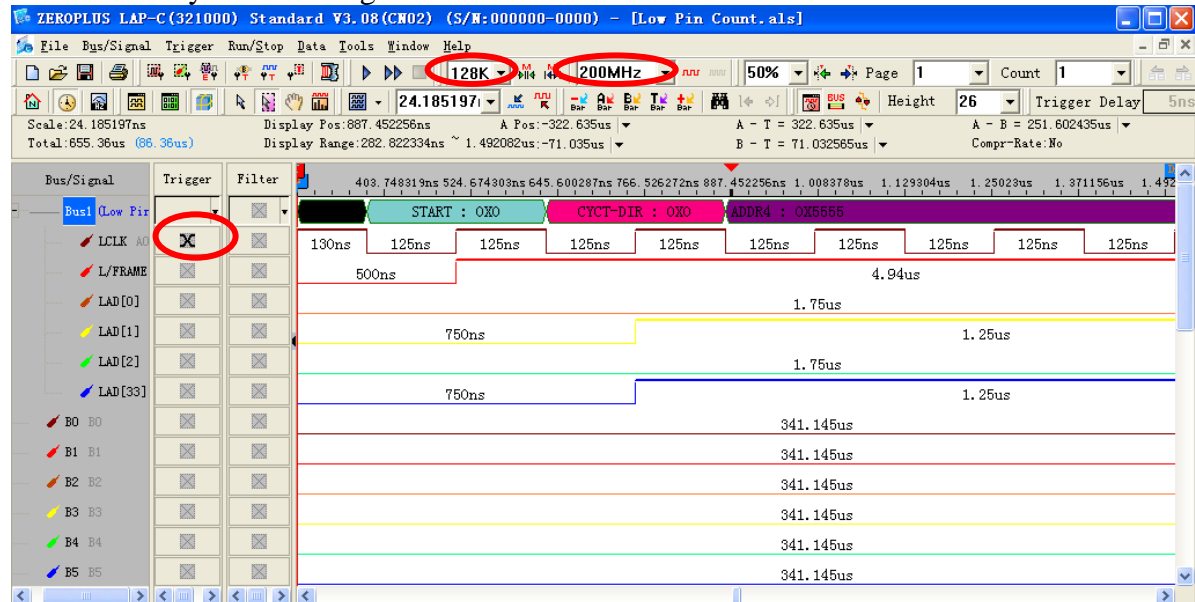 ZEROPLUS LAP-C(321000) Standard V3.08(CN02) (S/N:000000-0000) - [Low Pin Count.als]
File Bus/Signal Trigger Run/Stop Data Tools Window Help
128K 200MHz 50% Page 1 Count 1
24.185197 Height 26 Trigger Delay 5ns
Scale:24.185197ns Display Pos:887.452256ns A Pos:-322.635us A - T = 322.635us A - B = 251.602435us
Total:655.36us (86.36us) Display Range:282.822334ns ~ 1.492082us:-71.035us B - T = 71.032565us Compr-Rate:No
Bus/Signal Trigger Filter 403.748319ns 524.674303ns 645.600287ns 766.526272ns 887.452256ns 1.008378us 1.129304us 1.25023us 1.371156us 1.492
Bus1 (Low Pin START : 0X0 CYCT-DIR : 0X0 ADDR4 : 0X5555
LCLK A0 130ns 125ns 125ns 125ns 125ns 125ns 125ns 125ns 125ns 125ns
L/FRAME 500ns 4.94us
LAD[0] 1.75us
LAD[1] 750ns 1.25us
LAD[2] 1.75us
LAD[33] 750ns 1.25us
B0 B0 341.145us
B1 B1 341.145us
B2 B2 341.145us
B3 B3 341.145us
B4 B4 341.145us
B5 B5 341.145us